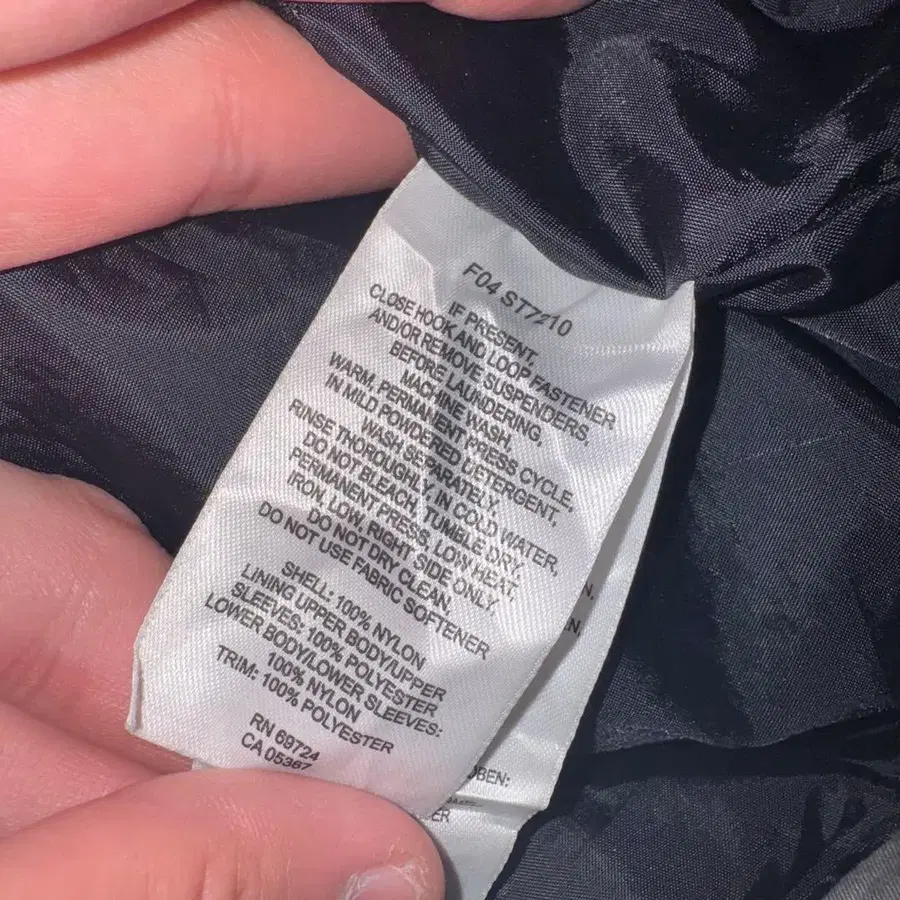 F04 ST7210
IF PRESENT,
CLOSE HOOK AND LOOP FASTENER
AND/OR REMOVE SUSPENDERS,
BEFORE LAUNDERING,
MACHINE WASH,
WARM, PERMANENT PRESS CYCLE,
IN MILD POWDERED DETERGENT,
WASH SEPARATELY,
RINSE THOROUGHLY, IN COLD WATER,
DO NOT BLEACH, TUMBLE DRY,
PERMANENT PRESS, LOW HEAT,
IRON, LOW, RIGHT SIDE ONLY,
DO NOT DRY CLEAN,
DO NOT USE FABRIC SOFTENER
SHELL: 100% NYLON
LINING UPPER BODY/UPPER
SLEEVES: 100% POLYESTER
LOWER BODY/LOWER SLEEVES:
100% NYLON
TRIM: 100% POLYESTER
RN 69724
CA 05367